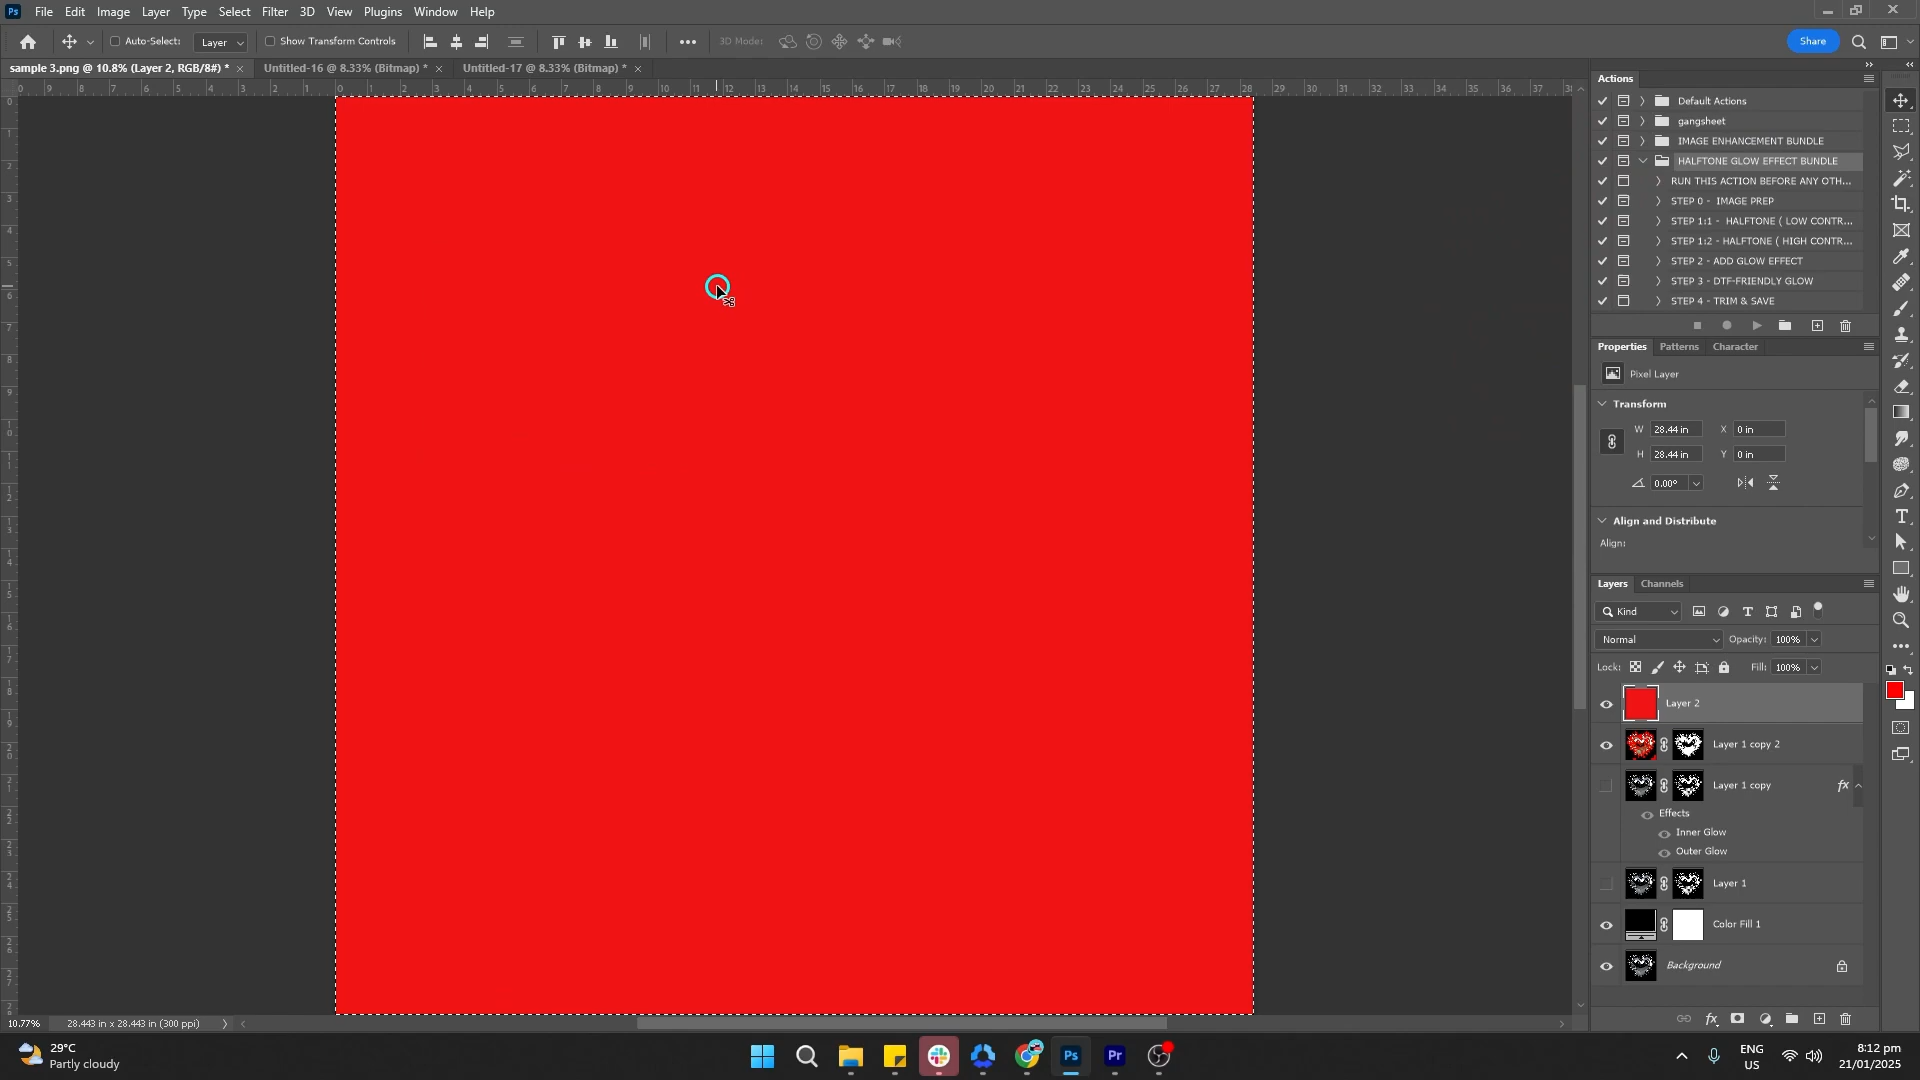 Ps File Edit Image Layer Type Select Filter 3D View Plugins Window Help
Auto-Select: Layer Show Transform Controls 3D Mode: Share
sample 3.png @ 10.8% (Layer 2, RGB/8#) * Untitled-16 @ 8.33% (Bitmap) * Untitled-17 @ 8.33% (Bitmap) *
Actions
Default Actions
gangsheet
IMAGE ENHANCEMENT BUNDLE
HALFTONE GLOW EFFECT BUNDLE
RUN THIS ACTION BEFORE ANY OTH...
STEP 0 - IMAGE PREP
STEP 1:1 - HALFTONE ( LOW CONTR...
STEP 1:2 - HALFTONE ( HIGH CONTR...
STEP 2 - ADD GLOW EFFECT
STEP 3 - DTF-FRIENDLY GLOW
STEP 4 - TRIM & SAVE
Properties Patterns Character
Pixel Layer
Transform
W 28.44 in X 0 in
H 28.44 in Y 0 in
0.00°
Align and Distribute
Align:
Layers Channels
Kind
Normal Opacity: 100%
Lock: Fill: 100%
Layer 2
Layer 1 copy 2
Layer 1 copy fx
Effects
Inner Glow
Outer Glow
Layer 1
Color Fill 1
Background
fx
10.77% 28.443 in x 28.443 in (300 ppi)
29°C
Partly cloudy
Ps Pr
ENG
US
8:12 pm
21/01/2025